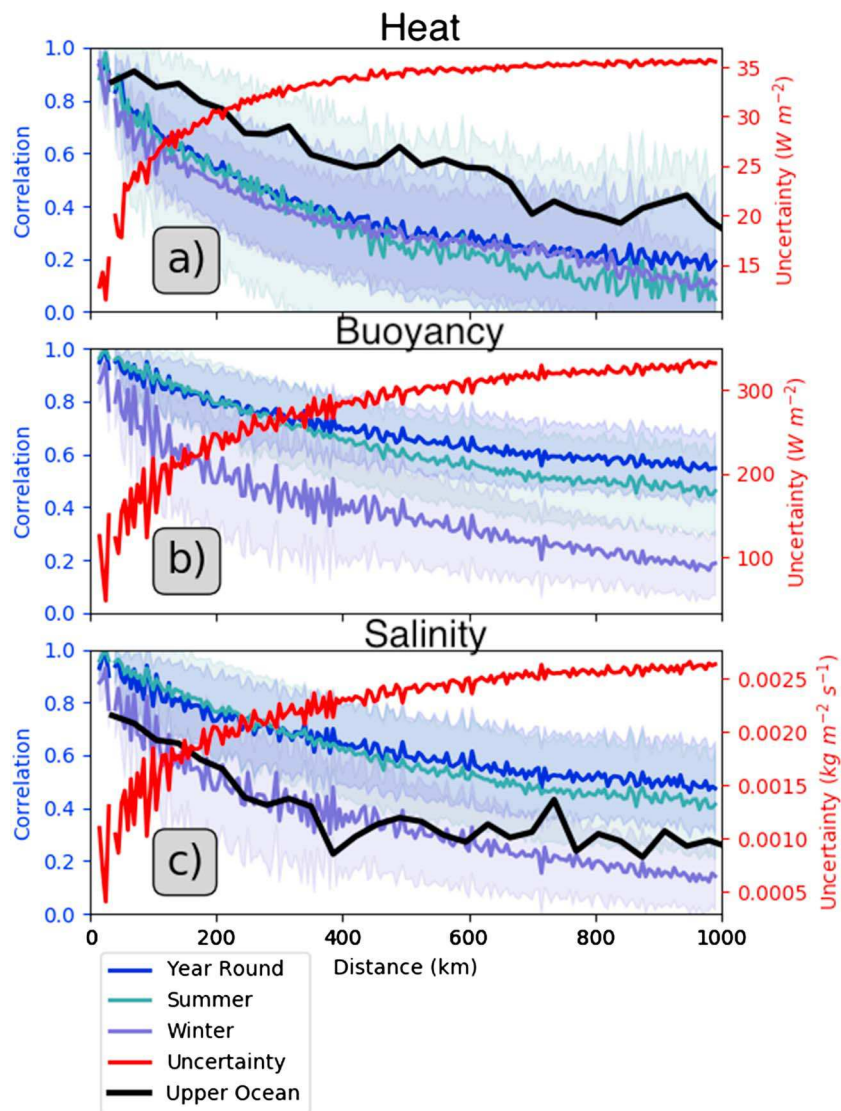 Heat
1.0
0.8
0.6
0.4
0.2
0.0
Correlation
35
30
25
20
15
Uncertainty (W m⁻²)
a)
Buoyancy
1.0
0.8
0.6
0.4
0.2
0.0
Correlation
300
200
100
Uncertainty (W m⁻²)
b)
Salinity
1.0
0.8
0.6
0.4
0.2
0.0
Correlation
0.0025
0.0020
0.0015
0.0010
0.0005
Uncertainty (kg m⁻² s⁻¹)
c)
0 200 400 600 800 1000
Distance (km)
Year Round
Summer
Winter
Uncertainty
Upper Ocean